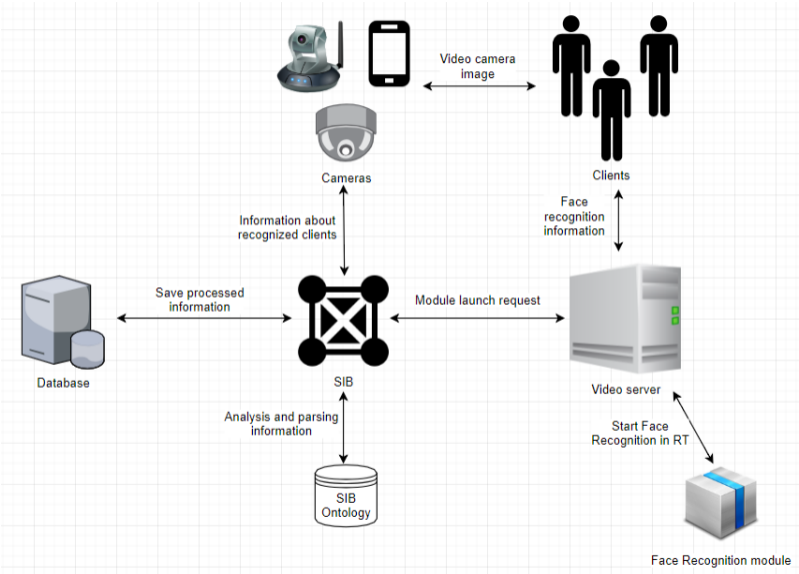 Video camera
image
Cameras
Clients
Information about
recognized clients
Face
recognition
information
Save processed
information
Module launch request
Database
SIB
Video server
Analysis and parsing
information
Start Face
Recognition in RT
SIB
Ontology
Face Recognition module